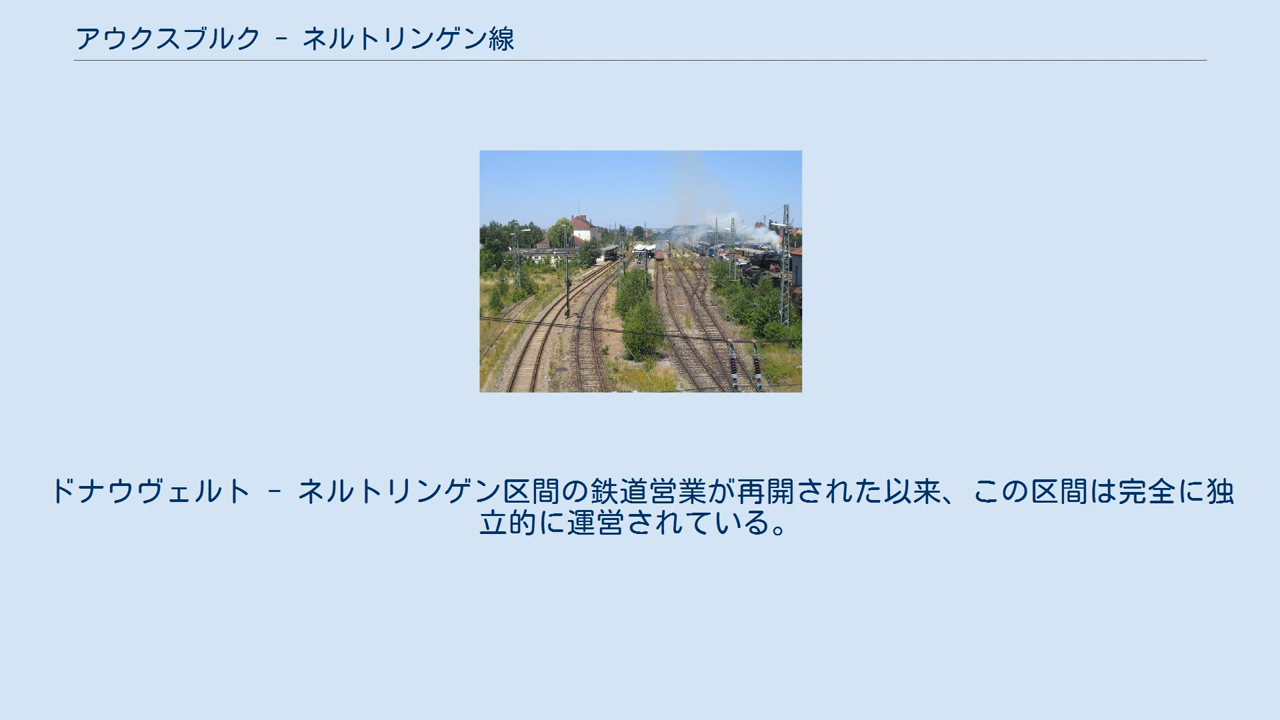 アウクスブルク － ネルトリンゲン線
ドナウヴェルト － ネルトリンゲン区間の鉄道営業が再開された以来、この区間は完全に独
立的に運営されている。